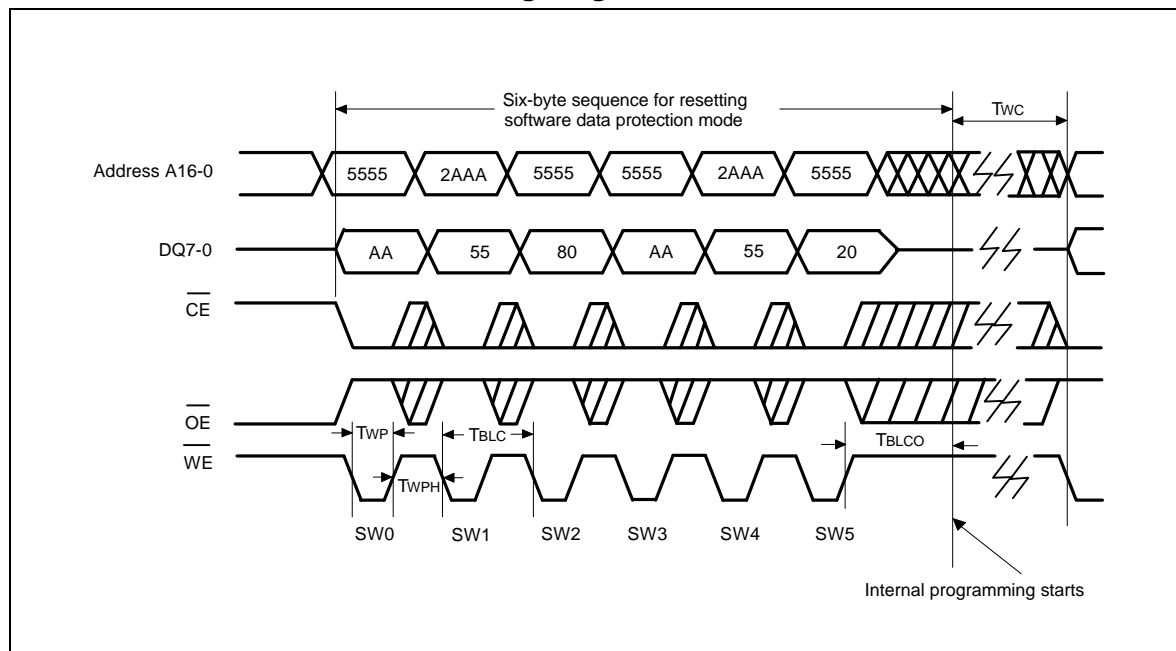 Six-byte sequence for resetting
software data protection mode
TWC
Address A16-0
5555 2AAA 5555 5555 2AAA 5555
DQ7-0
AA 55 80 AA 55 20
CE
OE
TWP TBLC TBLCO
WE
TWPH
SW0 SW1 SW2 SW3 SW4 SW5
Internal programming starts